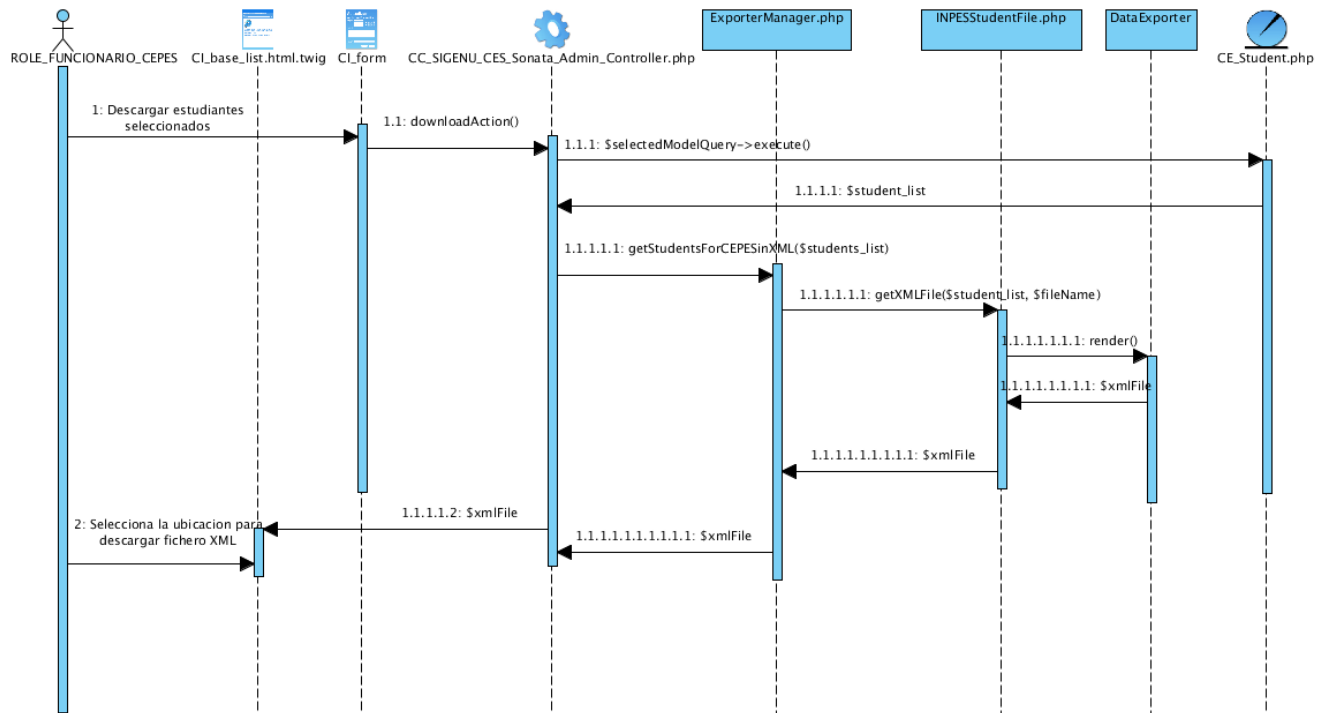 ExporterManager.php
INPESStudentFile.php
DataExporter
ROLE_FUNCIONARIO_CEPES
CI_base_list.html.twig
CI_form
CC_SIGENU_CES_Sonata_Admin_Controller.php
CE_Student.php
1: Descargar estudiantes
seleccionados
1.1: downloadAction()
1.1.1: $selectedModelQuery->execute()
1.1.1.1: $student_list
1.1.1.1.1: getStudentsForCEPESinXML($students_list)
1.1.1.1.1.1: getXMLFile($student_list, $fileName)
1.1.1.1.1.1.1: render()
1.1.1.1.1.1.1.1: $xmlFile
1.1.1.1.1.1.1.1.1: $xmlFile
1.1.1.1.2: $xmlFile
2: Selecciona la ubicacion para
descargar fichero XML
1.1.1.1.1.1.1.1.1.1: $xmlFile